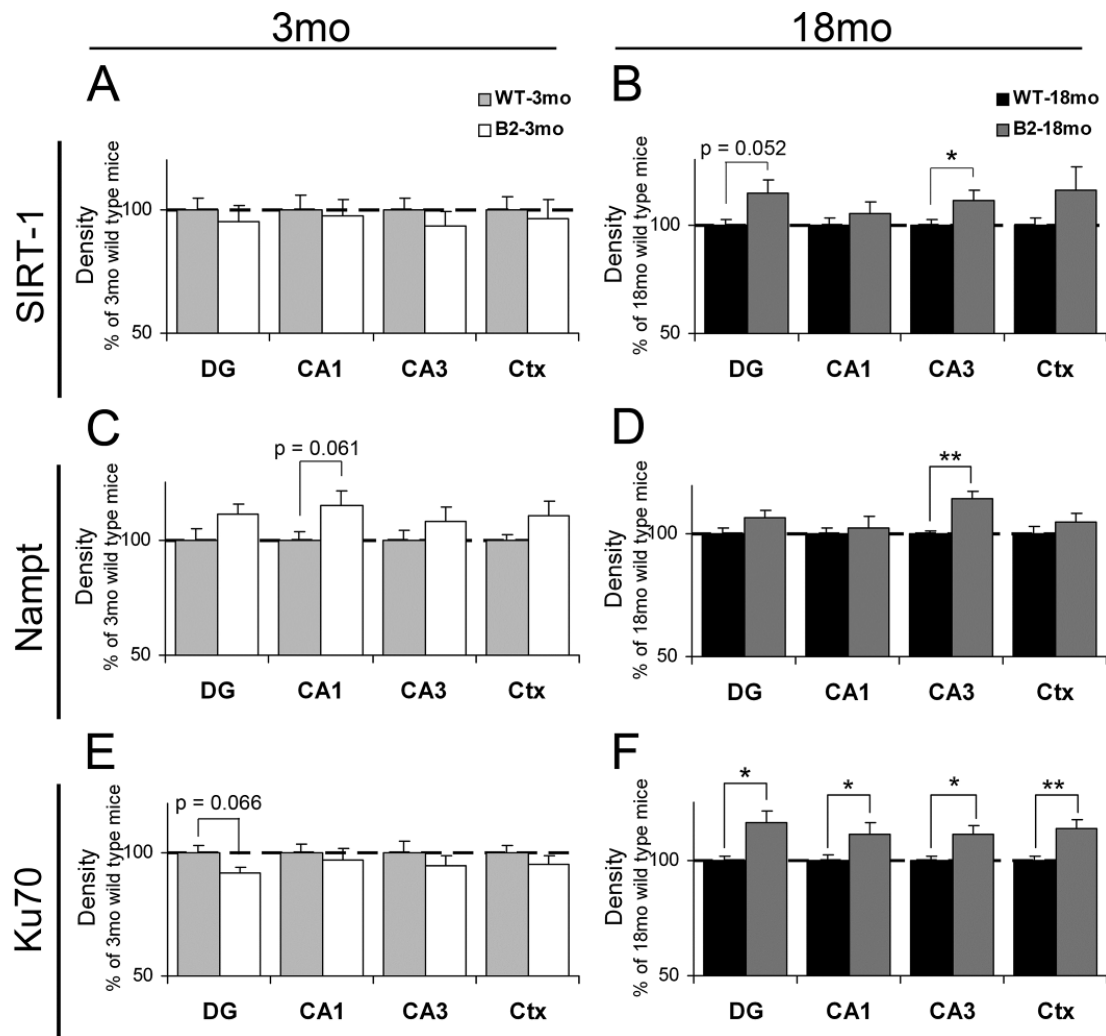 3mo
18mo
SIRT-1
A
WT-3mo
B2-3mo
Density
% of 3mo wild type mice
100
50
DG CA1 CA3 Ctx
B
WT-18mo
B2-18mo
p = 0.052
*
Density
% of 18mo wild type mice
100
50
DG CA1 CA3 Ctx
Nampt
C
p = 0.061
Density
% of 3mo wild type mice
100
50
DG CA1 CA3 Ctx
D
**
Density
% of 18mo wild type mice
100
50
DG CA1 CA3 Ctx
Ku70
E
p = 0.066
Density
% of 3mo wild type mice
100
50
DG CA1 CA3 Ctx
F
* * * **
Density
% of 18mo wild type mice
100
50
DG CA1 CA3 Ctx